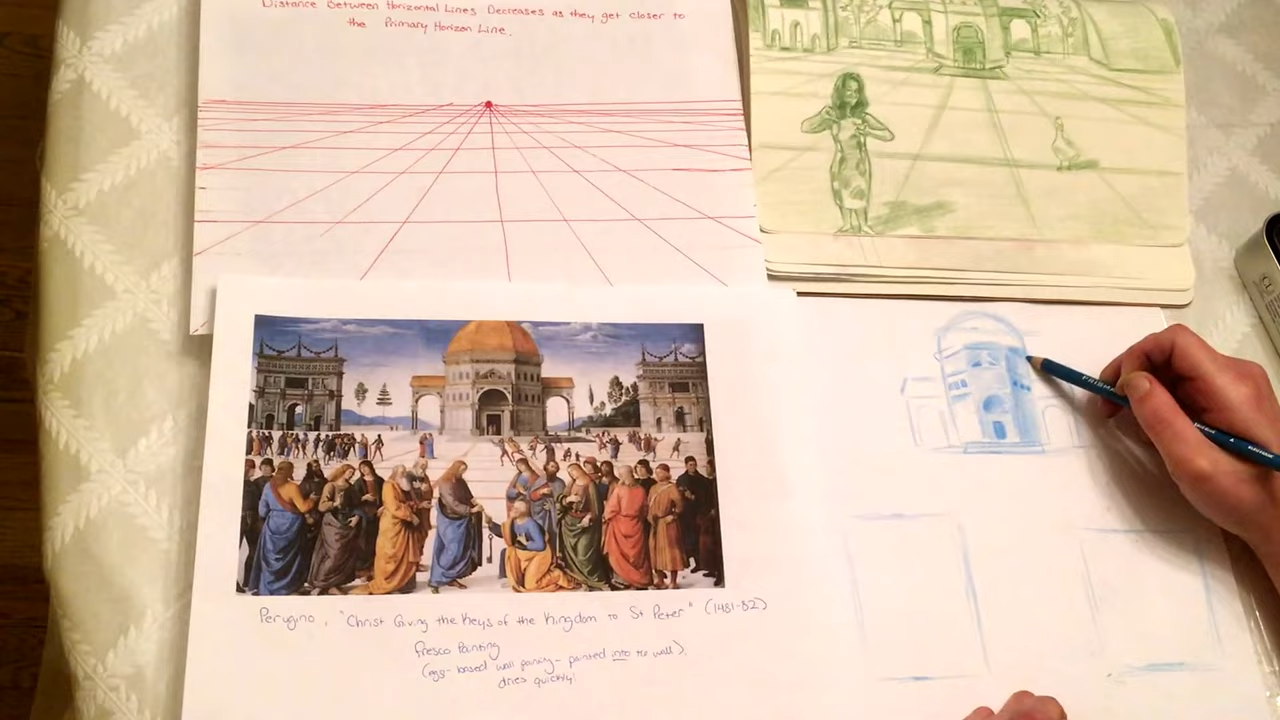 Distance Between Horizontal Lines Decreases as they get closer to
the Primary Horizon Line.
Perugino, "Christ Giving the Keys of the Kingdom to St Peter" (1481-82)
Fresco Painting
(egg-based wall painting - painted into the wall).
dries quickly!
PRISMA